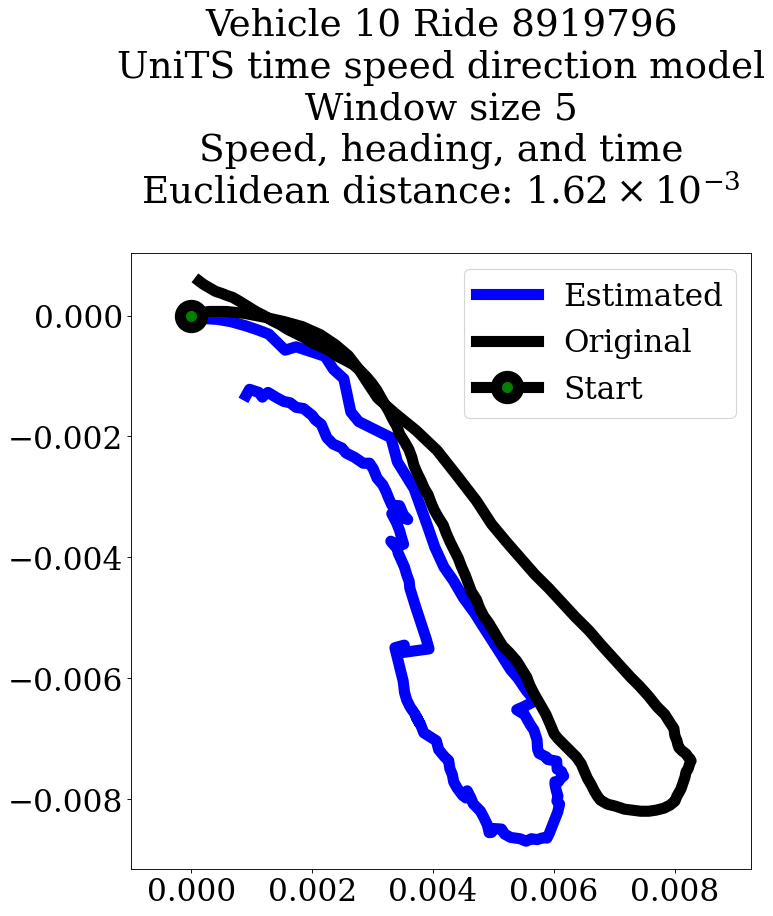 Vehicle 10 Ride 8919796
UniTS time speed direction model
Window size 5
Speed, heading, and time
Euclidean distance: 1.62 × 10⁻³
Estimated
Original
Start
0.000
−0.002
−0.004
−0.006
−0.008
0.000 0.002 0.004 0.006 0.008